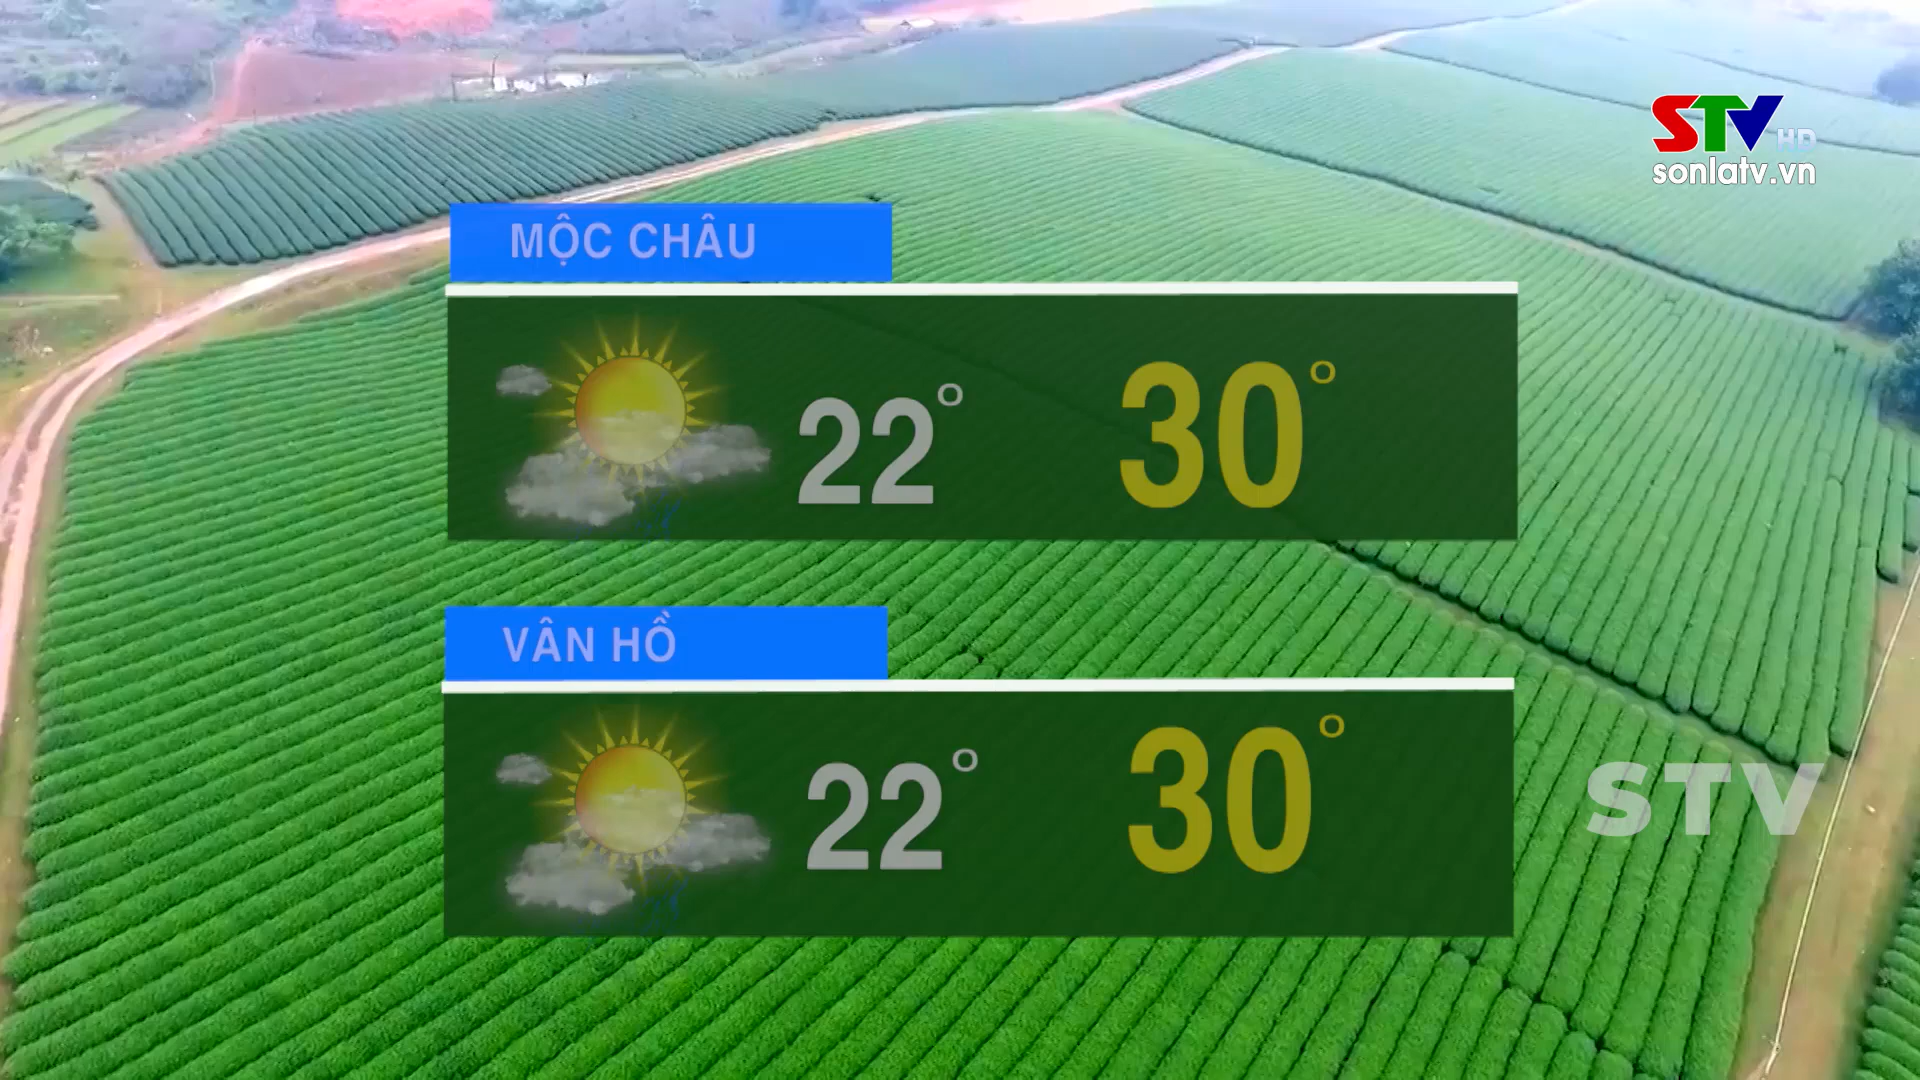 STV HD
sonlatv.vn
MỘC CHÂU
22° 30°
VÂN HỒ
22° 30°
STV